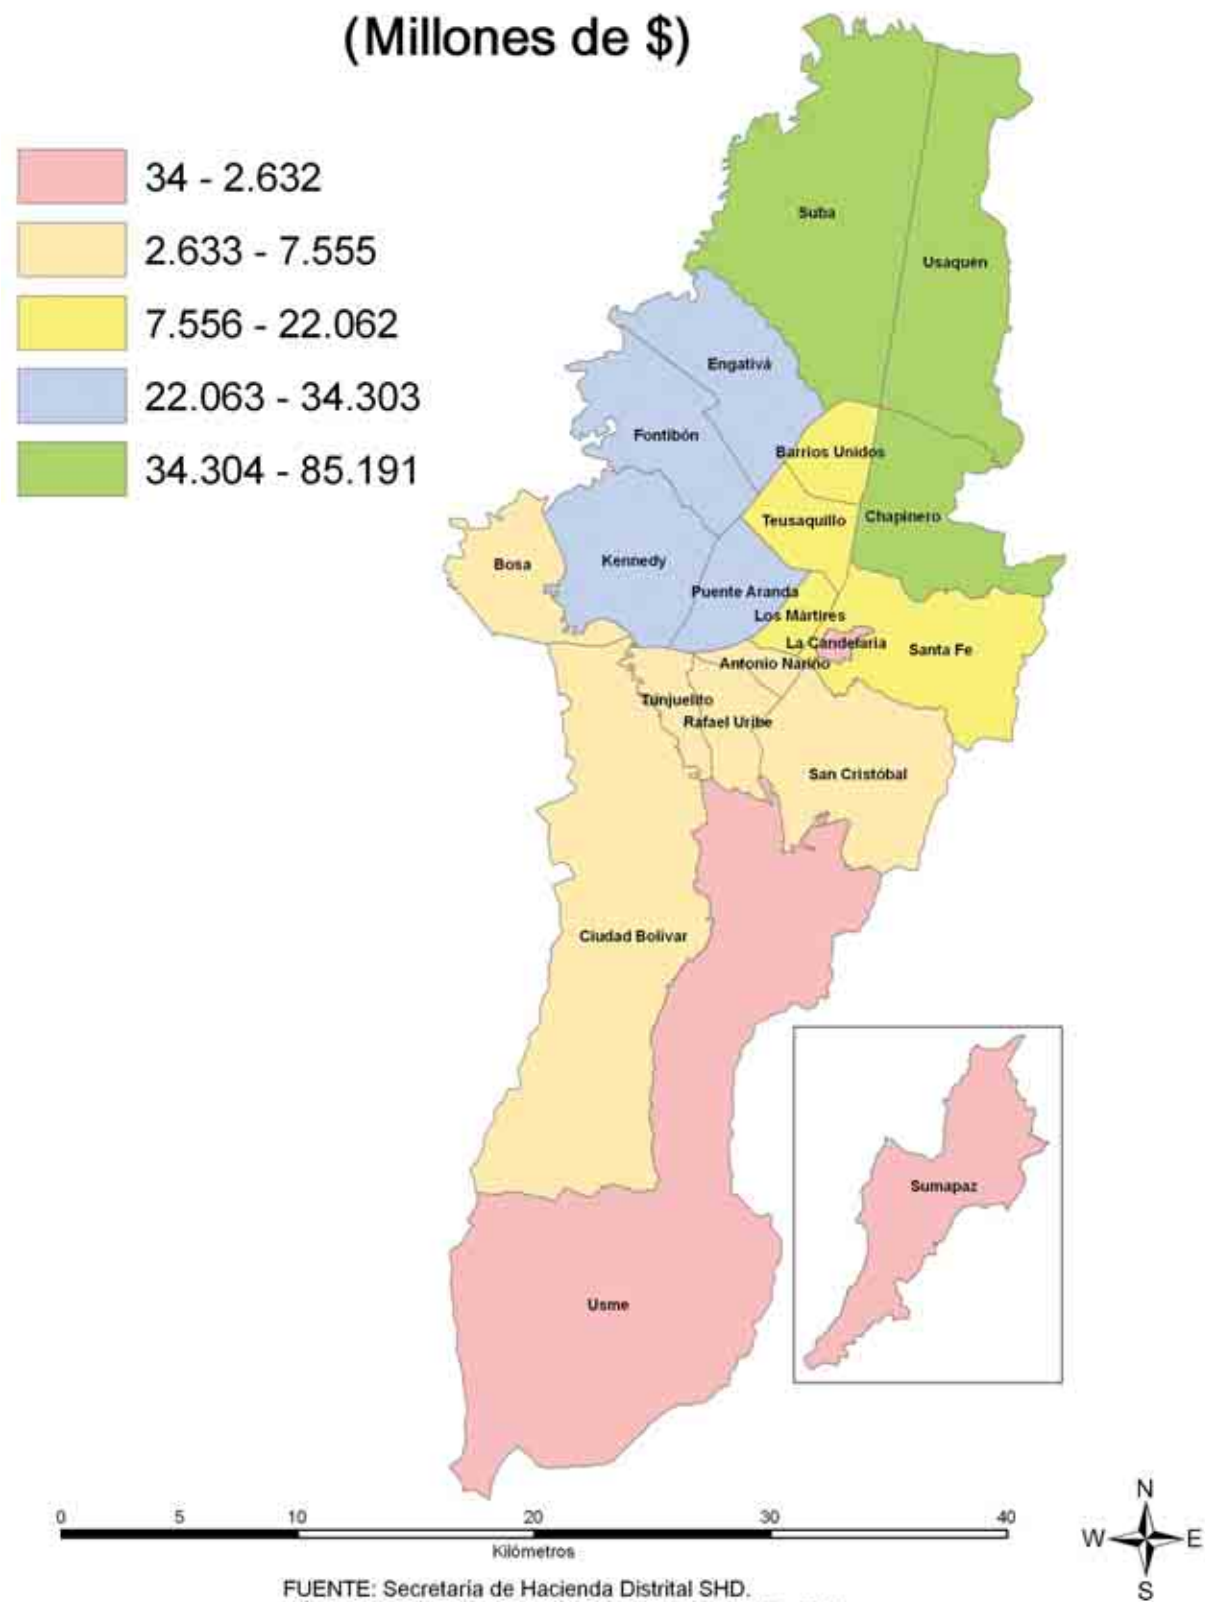 (Millones de $)
34 - 2.632
2.633 - 7.555
7.556 - 22.062
22.063 - 34.303
34.304 - 85.191
Suba
Usaquen
Engativá
Fontibón
Barrios Unidos
Teusaquillo
Chapinero
Bosa
Kennedy
Puente Aranda
Los Mártires
La Candelaria
Santa Fe
Antonio Nariño
Tunjuelito
Rafael Uribe
San Cristóbal
Ciudad Bolívar
Sumapaz
Usme
0 5 10 20 30 40
Kilómetros
N
W E
S
FUENTE: Secretaria de Hacienda Distrital SHD.